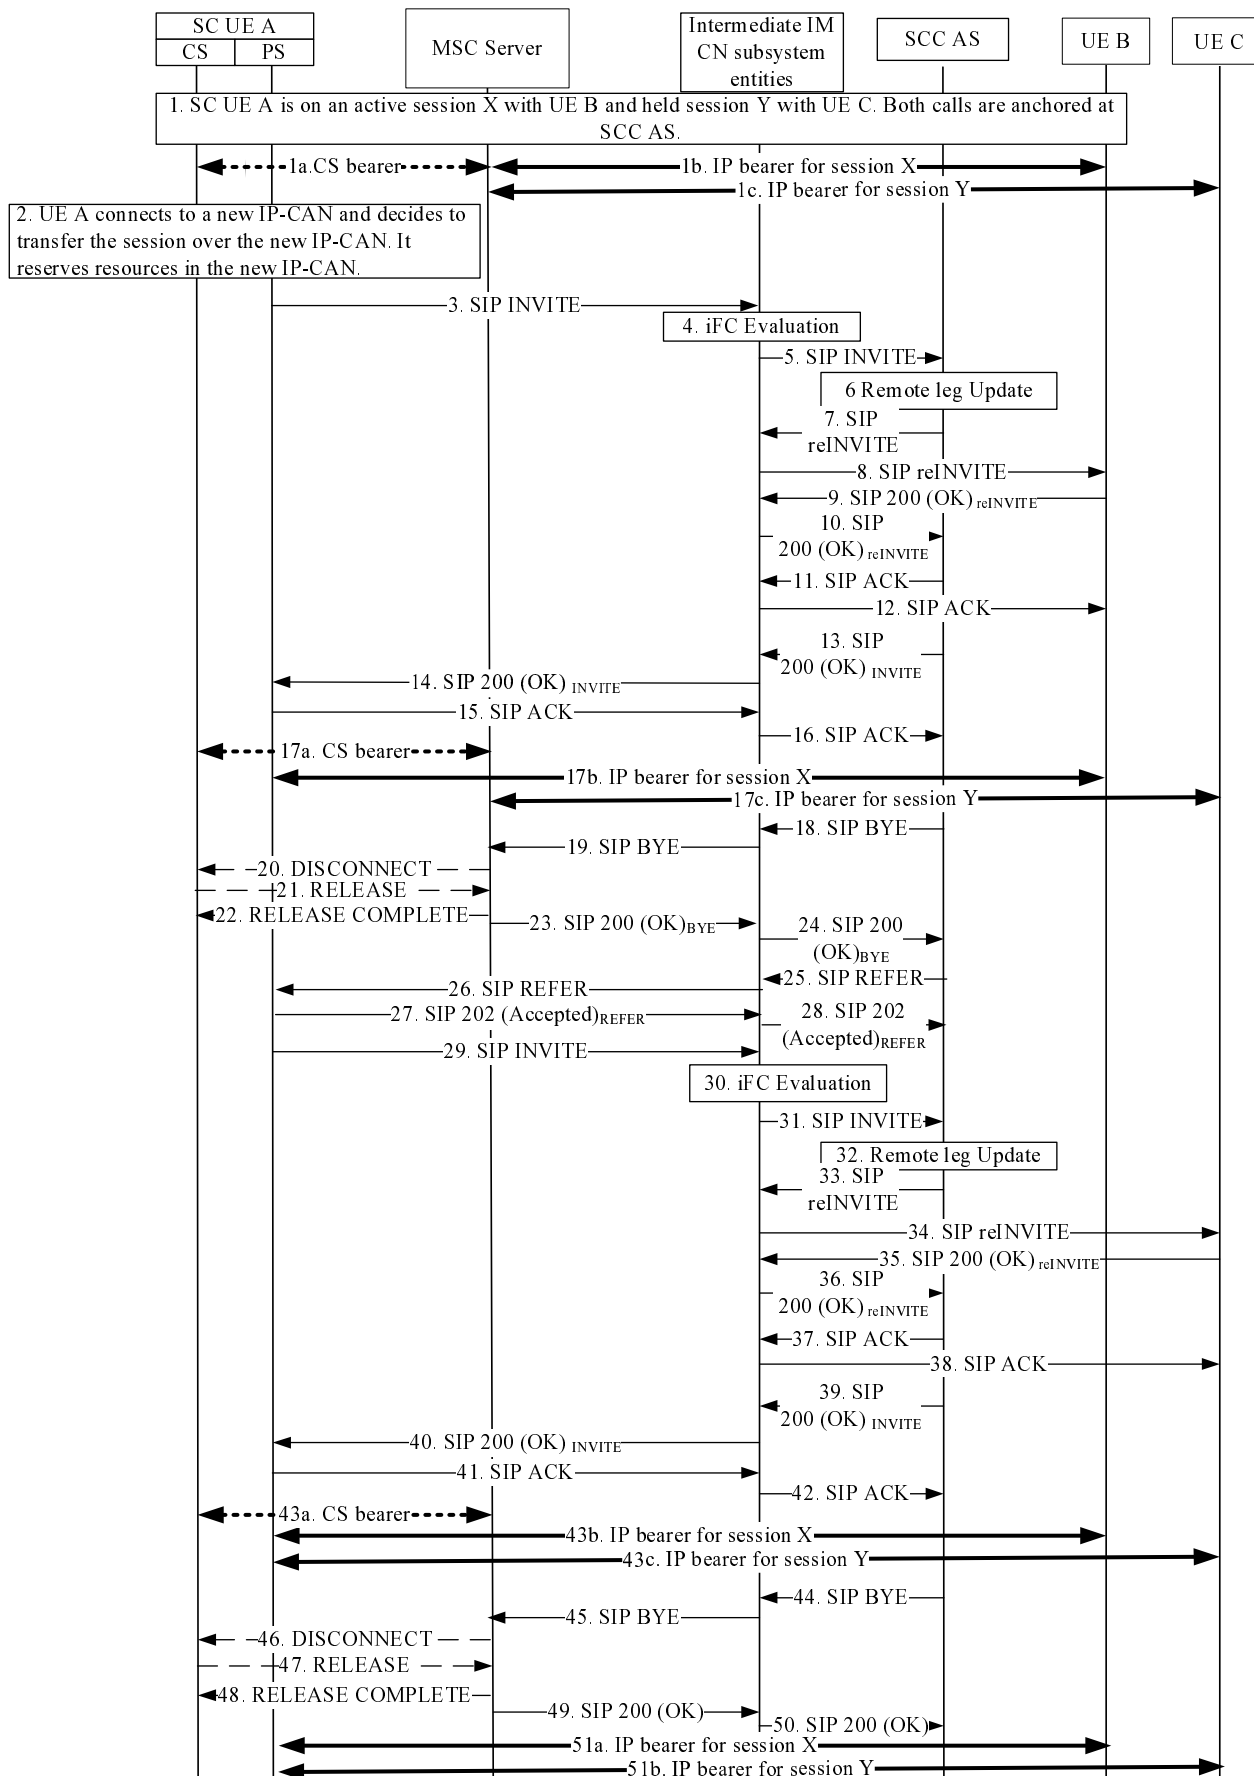 SC UE A
CS
PS
MSC Server
Intermediate IM
CN subsystem
entities
SCC AS
UE B
UE C
1. SC UE A is on an active session X with UE B and held session Y with UE C. Both calls are anchored at
SCC AS.
1a.CS bearer
1b. IP bearer for session X
1c. IP bearer for session Y
2. UE A connects to a new IP-CAN and decides to
transfer the session over the new IP-CAN. It
reserves resources in the new IP-CAN.
3. SIP INVITE
4. iFC Evaluation
5. SIP INVITE
6 Remote leg Update
7. SIP
reINVITE
8. SIP reINVITE
9. SIP 200 (OK) reINVITE
10. SIP
200 (OK) reINVITE
11. SIP ACK
12. SIP ACK
13. SIP
200 (OK) INVITE
14. SIP 200 (OK) INVITE
15. SIP ACK
16. SIP ACK
17a. CS bearer
17b. IP bearer for session X
17c. IP bearer for session Y
18. SIP BYE
19. SIP BYE
20. DISCONNECT
21. RELEASE
22. RELEASE COMPLETE
23. SIP 200 (OK)BYE
24. SIP 200
(OK)BYE
25. SIP REFER
26. SIP REFER
27. SIP 202 (Accepted)REFER
28. SIP 202
(Accepted)REFER
29. SIP INVITE
30. iFC Evaluation
31. SIP INVITE
32. Remote leg Update
33. SIP
reINVITE
34. SIP reINVITE
35. SIP 200 (OK) reINVITE
36. SIP
200 (OK) reINVITE
37. SIP ACK
38. SIP ACK
39. SIP
200 (OK) INVITE
40. SIP 200 (OK) INVITE
41. SIP ACK
42. SIP ACK
43a. CS bearer
43b. IP bearer for session X
43c. IP bearer for session Y
44. SIP BYE
45. SIP BYE
46. DISCONNECT
47. RELEASE
48. RELEASE COMPLETE
49. SIP 200 (OK)
50. SIP 200 (OK)
51a. IP bearer for session X
51b. IP bearer for session Y